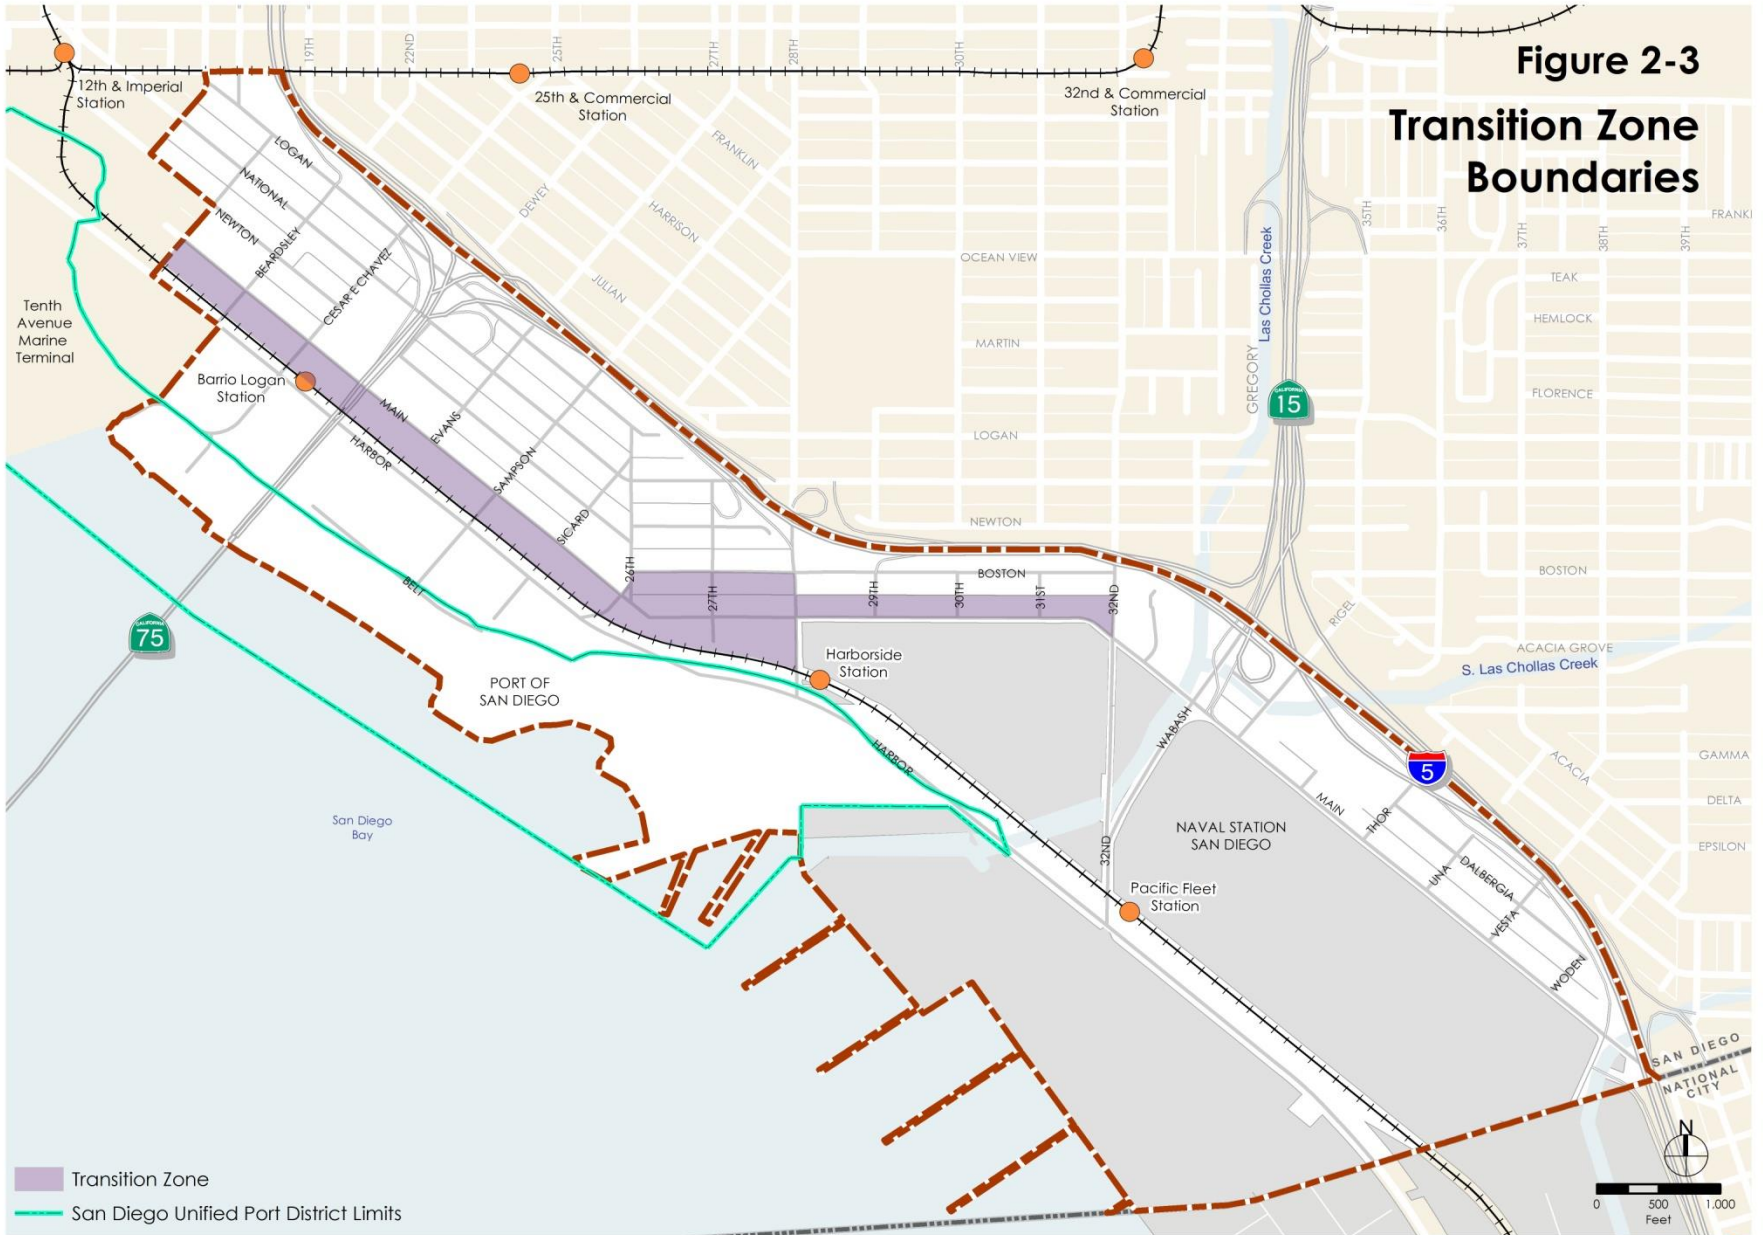 Figure 2-3
Transition Zone
Boundaries
19TH
22ND
25TH
27TH
28TH
30TH
12th & Imperial
Station
25th & Commercial
Station
32nd & Commercial
Station
LOGAN
NATIONAL
NEWTON
BEARDSLEY
CESAR E CHAVEZ
DEWEY
FRANKLIN
HARRISON
JULIAN
OCEAN VIEW
MARTIN
LOGAN
NEWTON
BOSTON
Las Chollas Creek
GREGORY
CALIFORNIA
15
35TH
36TH
37TH
38TH
39TH
FRANKL
TEAK
HEMLOCK
FLORENCE
BOSTON
RIGEL
ACACIA GROVE
S. Las Chollas Creek
ACACIA
GAMMA
DELTA
EPSILON
Tenth
Avenue
Marine
Terminal
Barrio Logan
Station
MAIN
HARBOR
EVANS
SAMPSON
SICARD
26TH
27TH
29TH
30TH
31ST
32ND
BELT
CALIFORNIA
75
PORT OF
SAN DIEGO
Harborside
Station
HARBOR
WABASH
32ND
NAVAL STATION
SAN DIEGO
Pacific Fleet
Station
5
MAIN
THOR
UNA
DALBERGIA
VESTA
WODEN
San Diego
Bay
SAN DIEGO
NATIONAL
CITY
N
0 500 1,000
Feet
Transition Zone
San Diego Unified Port District Limits